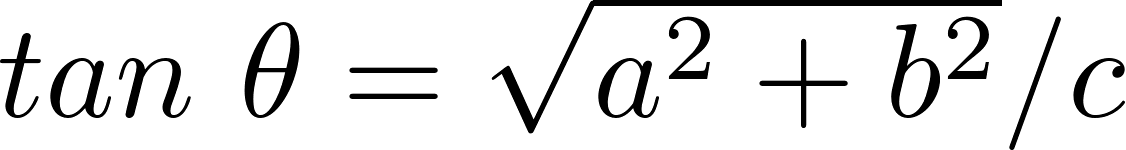 tan θ = √(a² + b²)/c